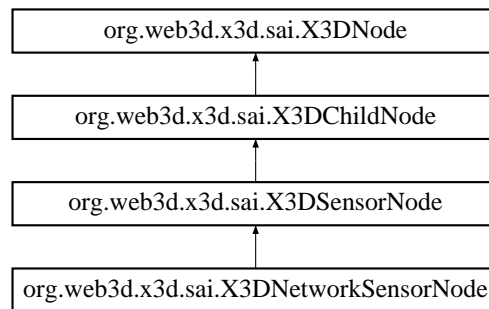 org.web3d.x3d.sai.X3DNode
org.web3d.x3d.sai.X3DChildNode
org.web3d.x3d.sai.X3DSensorNode
org.web3d.x3d.sai.X3DNetworkSensorNode